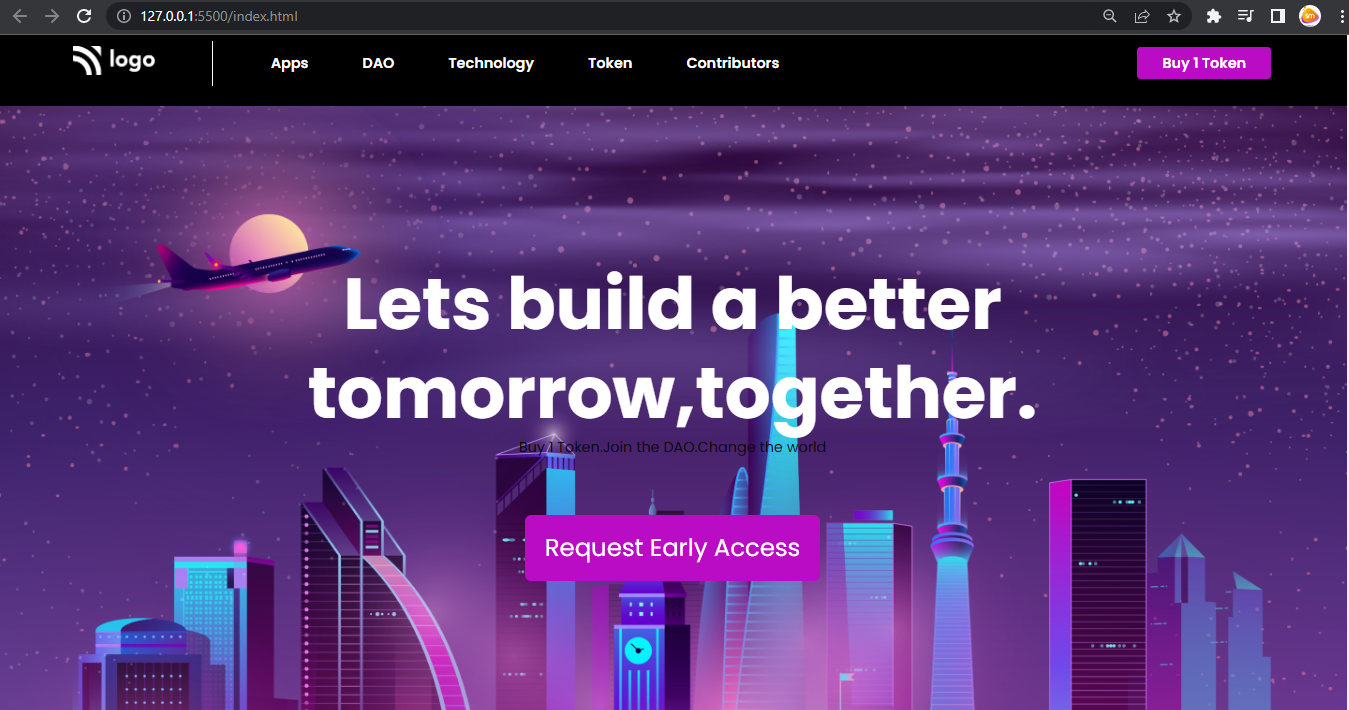 127.0.0.1:5500/index.html
logo
Apps DAO Technology Token Contributors Buy 1 Token
Lets build a better
tomorrow,together.
Buy 1 Token.Join the DAO.Change the world
Request Early Access